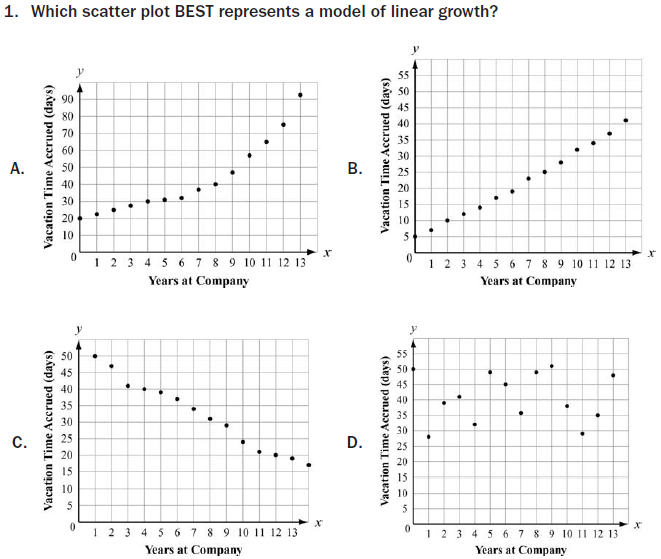 1. Which scatter plot BEST represents a model of linear growth?
A.
y
Vacation Time Accrued (days)
90
80
70
60
50
40
30
20
10
0
1 2 3 4 5 6 7 8 9 10 11 12 13
x
Years at Company
B.
y
Vacation Time Accrued (days)
55
50
45
40
35
30
25
20
15
10
5
0
1 2 3 4 5 6 7 8 9 10 11 12 13
x
Years at Company
C.
y
Vacation Time Accrued (days)
50
45
40
35
30
25
20
15
10
5
0
1 2 3 4 5 6 7 8 9 10 11 12 13
x
Years at Company
D.
y
Vacation Time Accrued (days)
55
50
45
40
35
30
25
20
15
10
5
0
1 2 3 4 5 6 7 8 9 10 11 12 13
x
Years at Company